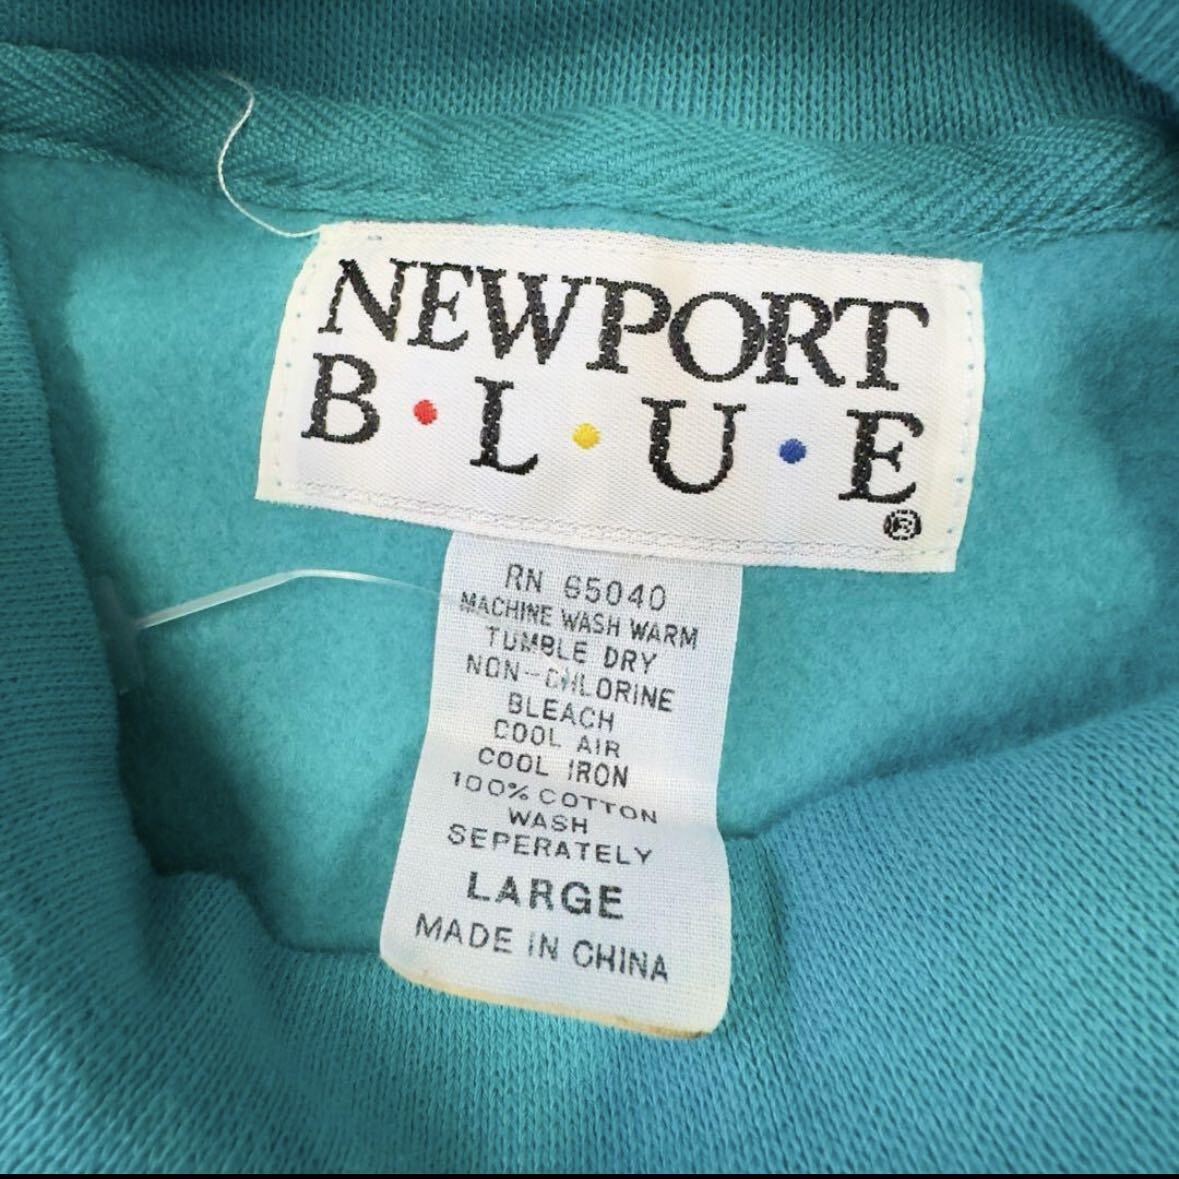 NEWPORT
B•L•U•E
®
RN 65040
MACHINE WASH WARM
TUMBLE DRY
NON-CHLORINE
BLEACH
COOL AIR
COOL IRON
100% COTTON
WASH
SEPERATELY
LARGE
MADE IN CHINA